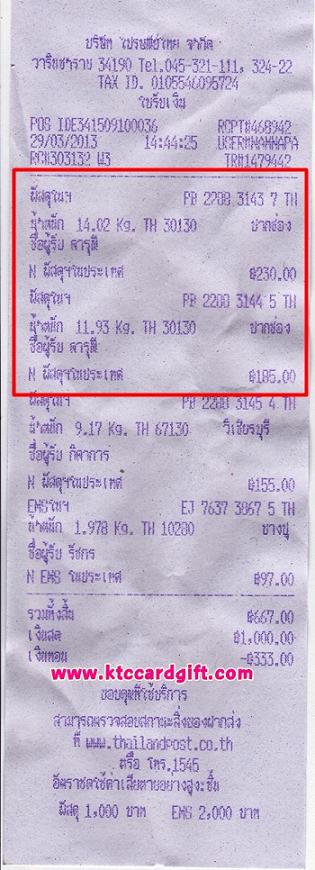 บริษัท ไปรษณีย์ไทย จำกัด
วารินชำราบ 34190 Tel.045-321-111, 324-22
TAX ID. 0105546095724
ใบรับเงิน
POS IDE341509100036 RCPT#468942
29/03/2013 14:44:25 USER#NAMNAPA
RCH303132 W3 TR#1479442
พัสดุในฯ PB 2208 3143 7 TH
น้ำหนัก 14.02 Kg. TH 30130 ปากช่อง
ชื่อผู้รับ ดารุดี
N พัสดุฯในประเทศ ฿230.00
พัสดุในฯ PB 2208 3144 5 TH
น้ำหนัก 11.93 Kg. TH 30130 ปากช่อง
ชื่อผู้รับ ดารุดี
N พัสดุฯในประเทศ ฿185.00
พัสดุในฯ PB 2208 3145 4 TH
น้ำหนัก 9.17 Kg. TH 67130 วิเชียรบุรี
ชื่อผู้รับ
N พัสดุฯในประเทศ ฿155.00
EMSในฯ EJ 7637 3867 5 TH
น้ำหนัก 1.978 Kg. TH 10280 บางปู
ชื่อผู้รับ รัชกร
N EMS ในประเทศ ฿97.00
รวมทั้งสิ้น ฿667.00
เงินสด ฿1,000.00
เงินทอน -฿333.00
www.ktccardgift.com
ขอบคุณที่ใช้บริการ
สามารถตรวจสอบสถานะสิ่งของฝากส่ง
ที่ www.thailandpost.co.th
หรือ โทร.1545
อัตราชดใช้ค่าเสียหายอย่างสูงชิ้น
พัสดุ 1,000 บาท EMS 2,000 บาท